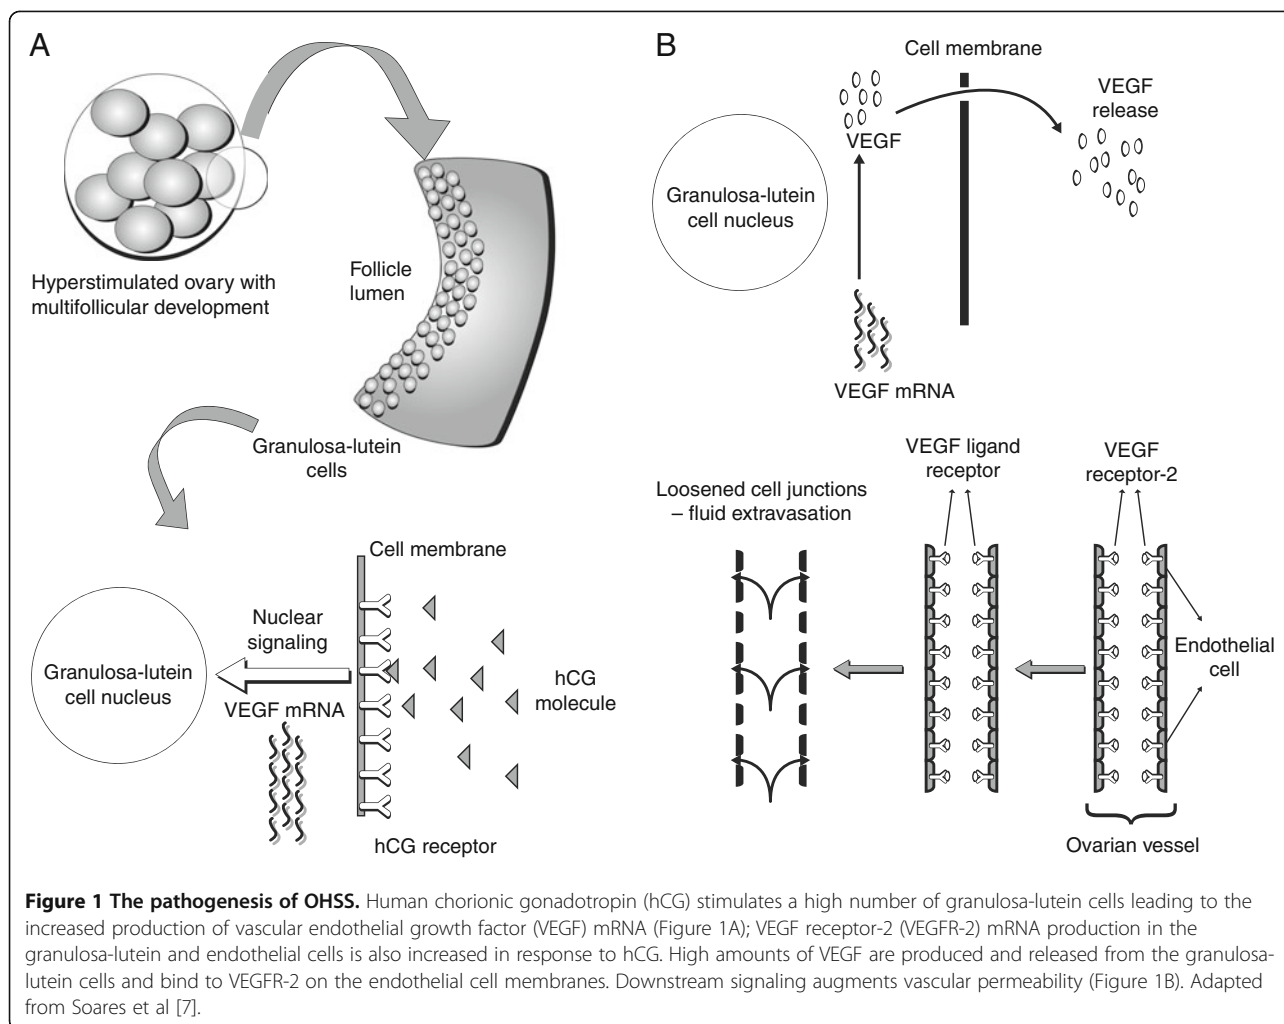 A
Hyperstimulated ovary with
multifollicular development
Follicle
lumen
Granulosa-lutein
cells
Cell membrane
Nuclear
signaling
Granulosa-lutein
cell nucleus
VEGF mRNA
hCG
molecule
hCG receptor
B
Cell membrane
VEGF
release
VEGF
Granulosa-lutein
cell nucleus
VEGF mRNA
VEGF ligand
receptor
VEGF
receptor-2
Loosened cell junctions
– fluid extravasation
Endothelial
cell
Ovarian vessel
Figure 1 The pathogenesis of OHSS. Human chorionic gonadotropin (hCG) stimulates a high number of granulosa-lutein cells leading to the
increased production of vascular endothelial growth factor (VEGF) mRNA (Figure 1A); VEGF receptor-2 (VEGFR-2) mRNA production in the
granulosa-lutein and endothelial cells is also increased in response to hCG. High amounts of VEGF are produced and released from the granulosa-
lutein cells and bind to VEGFR-2 on the endothelial cell membranes. Downstream signaling augments vascular permeability (Figure 1B). Adapted
from Soares et al [7].